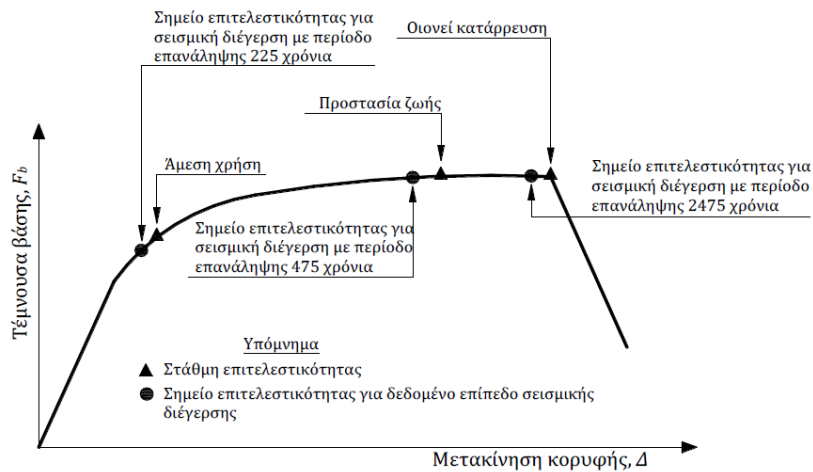 Σημείο επιτελεστικότητας για
σεισμική διέγερση με περίοδο
επανάληψης 225 χρόνια
Οιονεί κατάρρευση
Προστασία ζωής
Άμεση χρήση
Σημείο επιτελεστικότητας για
σεισμική διέγερση με περίοδο
επανάληψης 2475 χρόνια
Σημείο επιτελεστικότητας για
σεισμική διέγερση με περίοδο
επανάληψης 475 χρόνια
Τέμνουσα βάσης, F_b
Υπόμνημα
Στάθμη επιτελεστικότητας
Σημείο επιτελεστικότητας για δεδομένο επίπεδο σεισμικής
διέγερσης
Μετακίνηση κορυφής, Δ